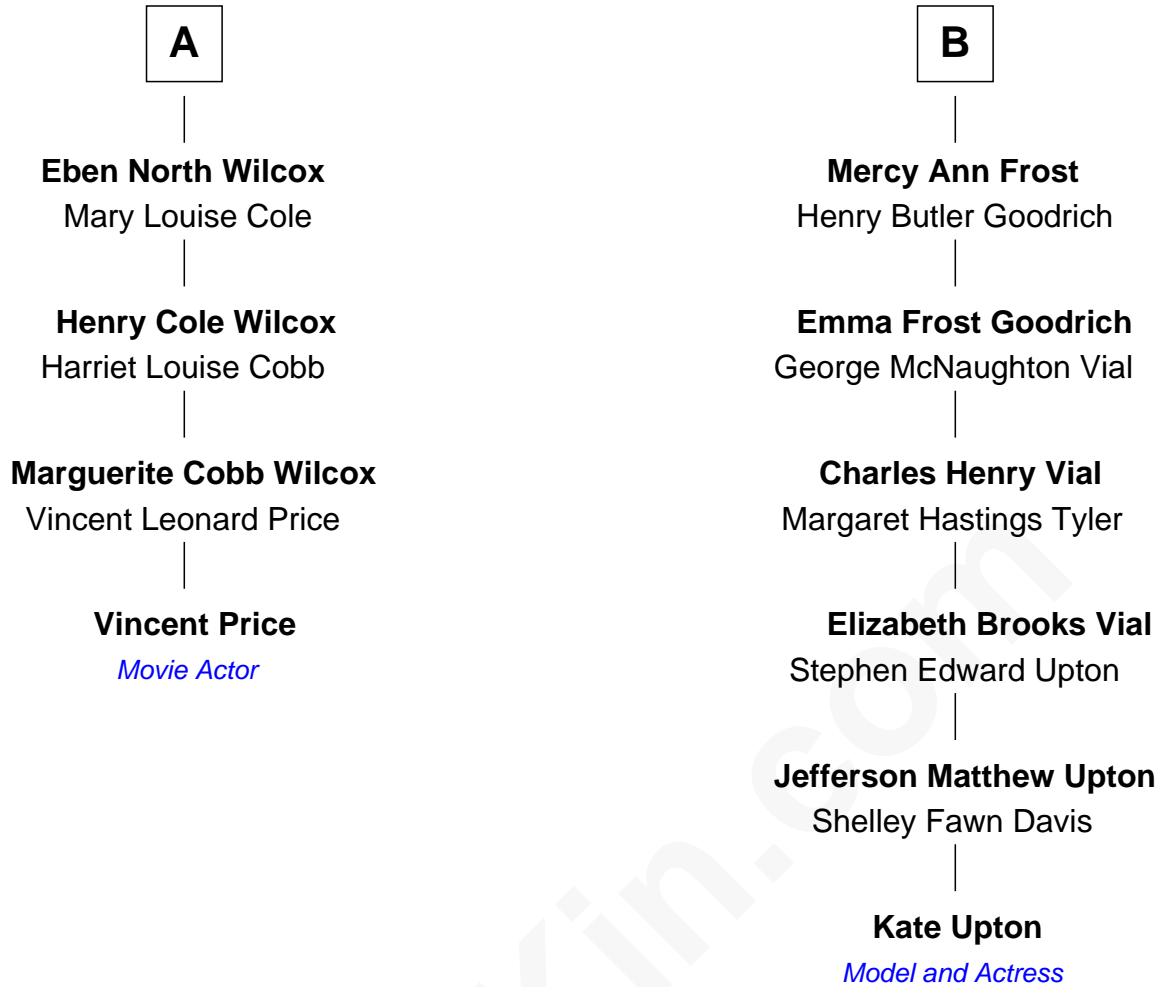 A
Eben North Wilcox
Mary Louise Cole
Henry Cole Wilcox
Harriet Louise Cobb
Marguerite Cobb Wilcox
Vincent Leonard Price
Vincent Price
Movie Actor
B
Mercy Ann Frost
Henry Butler Goodrich
Emma Frost Goodrich
George McNaughton Vial
Charles Henry Vial
Margaret Hastings Tyler
Elizabeth Brooks Vial
Stephen Edward Upton
Jefferson Matthew Upton
Shelley Fawn Davis
Kate Upton
Model and Actress
Kin.com